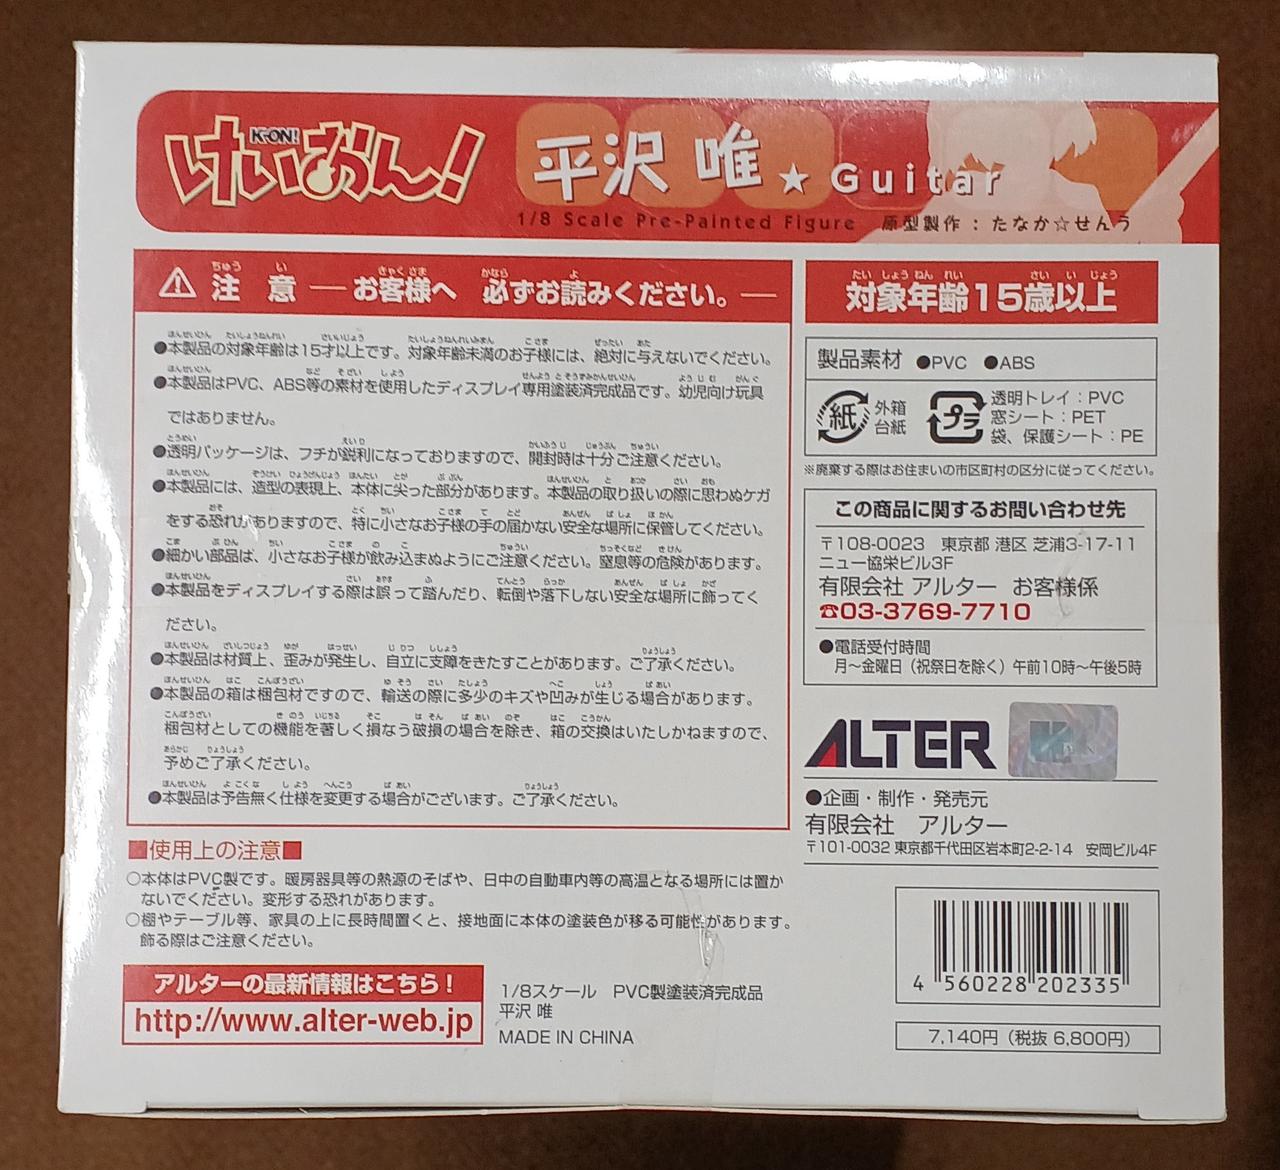 けいおん!
K-ON!
平沢 唯★Guitar
1/8 Scale Pre-Painted Figure 原型製作：たなか☆せんう
注 意 ― お客様へ 必ずお読みください。―
●本製品の対象年齢は15才以上です。対象年齢未満のお子様には、絶対に与えないでください。
●本製品はPVC、ABS等の素材を使用したディスプレイ専用塗装済完成品です。幼児向け玩具
ではありません。
●透明パッケージは、フチが鋭利になっておりますので、開封時は十分ご注意ください。
●本製品には、造型の表現上、本体に尖った部分があります。本製品の取り扱いの際に思わぬケガ
をする恐れがありますので、特に小さなお子様の手の届かない安全な場所に保管してください。
●細かい部品は、小さなお子様が飲み込まぬようにご注意ください。窒息等の危険があります。
●本製品をディスプレイする際は誤って踏んだり、転倒や落下しない安全な場所に飾ってく
ださい。
●本製品は材質上、歪みが発生し、自立に支障をきたすことがあります。ご了承ください。
●本製品の箱は梱包材ですので、輸送の際に多少のキズや凹みが生じる場合があります。
梱包材としての機能を著しく損なう破損の場合を除き、箱の交換はいたしかねますので、
予めご了承ください。
●本製品は予告無く仕様を変更する場合がございます。ご了承ください。
■使用上の注意■
○本体はPVC製です。暖房器具等の熱源のそばや、日中の自動車内等の高温となる場所には置か
ないでください。変形する恐れがあります。
○棚やテーブル等、家具の上に長時間置くと、接地面に本体の塗装色が移る可能性があります。
飾る際はご注意ください。
アルターの最新情報はこちら！
http://www.alter-web.jp
1/8スケール PVC製塗装済完成品
平沢 唯
MADE IN CHINA
対象年齢15歳以上
製品素材 ●PVC ●ABS
紙 外箱
台紙
プラ 透明トレイ：PVC
窓シート：PET
袋、保護シート：PE
※廃棄する際はお住まいの市区町村の区分に従ってください。
この商品に関するお問い合わせ先
〒108-0023 東京都 港区 芝浦3-17-11
ニュー協栄ビル3F
有限会社 アルター お客様係
☎03-3769-7710
●電話受付時間
月～金曜日（祝祭日を除く）午前10時～午後5時
ALTER
●企画・制作・発売元
有限会社 アルター
〒101-0032 東京都千代田区岩本町2-2-14 安岡ビル4F
4 560228 202335
7,140円（税抜 6,800円）